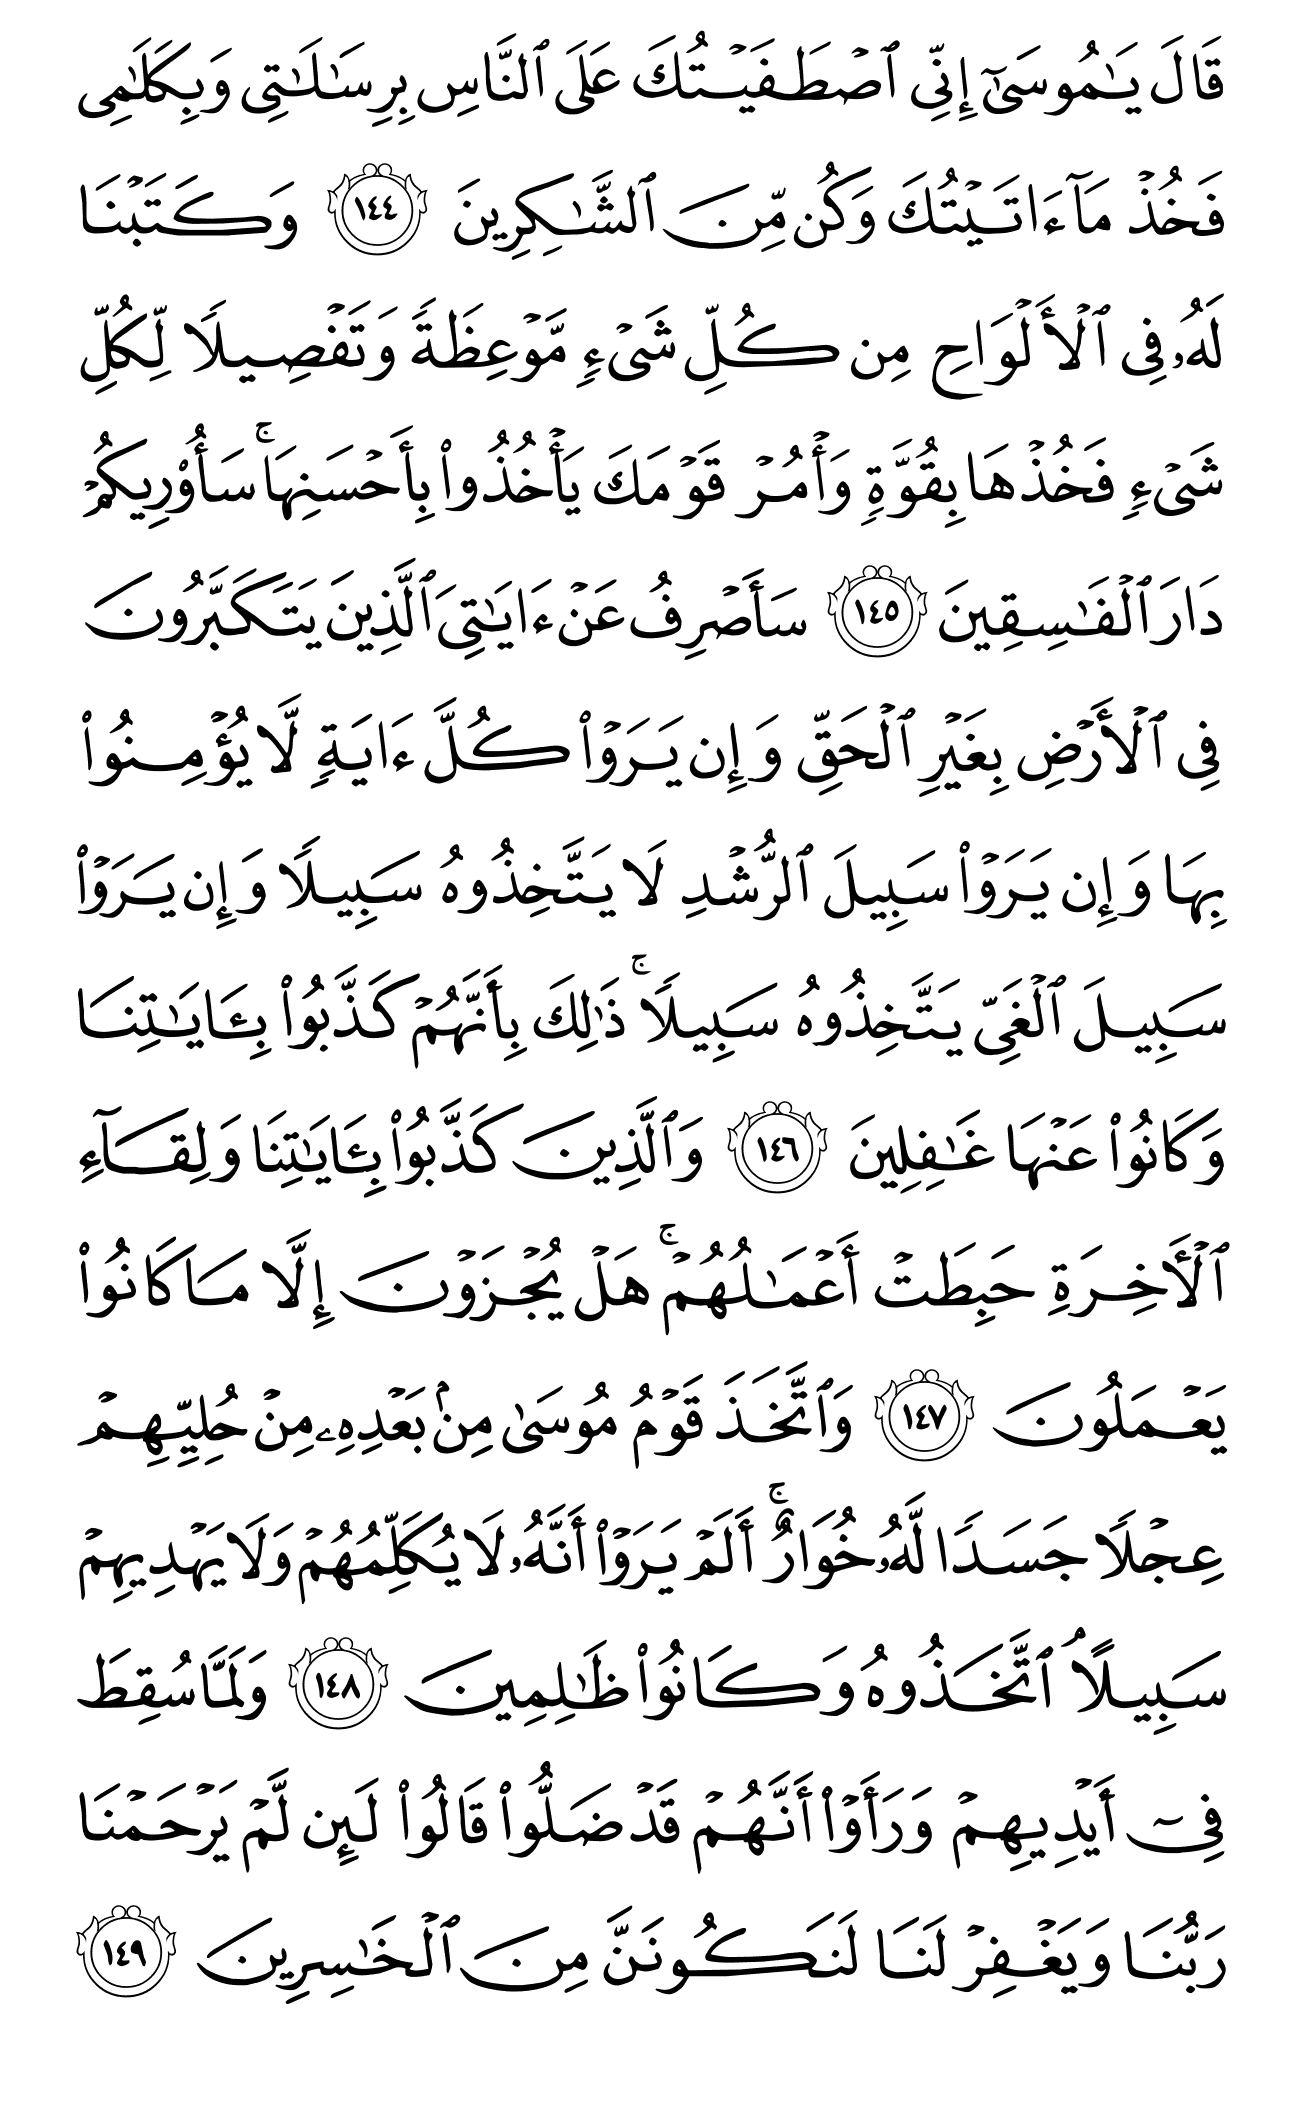 قَالَ يَـٰمُوسَىٰٓ إِنِّى ٱصْطَفَيْتُكَ عَلَى ٱلنَّاسِ بِرِسَـٰلَـٰتِى وَبِكَلَـٰمِى
فَخُذْ مَآ ءَاتَيْتُكَ وَكُن مِّنَ ٱلشَّـٰكِرِينَ ١٤٤ وَكَتَبْنَا
لَهُۥ فِى ٱلْأَلْوَاحِ مِن كُلِّ شَىْءٍ مَّوْعِظَةً وَتَفْصِيلًا لِّكُلِّ
شَىْءٍ فَخُذْهَا بِقُوَّةٍ وَأْمُرْ قَوْمَكَ يَأْخُذُوا۟ بِأَحْسَنِهَا ۚ سَأُو۟رِيكُمْ
دَارَ ٱلْفَـٰسِقِينَ ١٤٥ سَأَصْرِفُ عَنْ ءَايَـٰتِىَ ٱلَّذِينَ يَتَكَبَّرُونَ
فِى ٱلْأَرْضِ بِغَيْرِ ٱلْحَقِّ وَإِن يَرَوْا۟ كُلَّ ءَايَةٍ لَّا يُؤْمِنُوا۟
بِهَا وَإِن يَرَوْا۟ سَبِيلَ ٱلرُّشْدِ لَا يَتَّخِذُوهُ سَبِيلًا وَإِن يَرَوْا۟
سَبِيلَ ٱلْغَىِّ يَتَّخِذُوهُ سَبِيلًا ۚ ذَٰلِكَ بِأَنَّهُمْ كَذَّبُوا۟ بِـَٔايَـٰتِنَا
وَكَانُوا۟ عَنْهَا غَـٰفِلِينَ ١٤٦ وَٱلَّذِينَ كَذَّبُوا۟ بِـَٔايَـٰتِنَا وَلِقَآءِ
ٱلْـَٔاخِرَةِ حَبِطَتْ أَعْمَـٰلُهُمْ ۚ هَلْ يُجْزَوْنَ إِلَّا مَا كَانُوا۟
يَعْمَلُونَ ١٤٧ وَٱتَّخَذَ قَوْمُ مُوسَىٰ مِنۢ بَعْدِهِۦ مِنْ حُلِيِّهِمْ
عِجْلًا جَسَدًا لَّهُۥ خُوَارٌ ۚ أَلَمْ يَرَوْا۟ أَنَّهُۥ لَا يُكَلِّمُهُمْ وَلَا يَهْدِيهِمْ
سَبِيلًا ۘ ٱتَّخَذُوهُ وَكَانُوا۟ ظَـٰلِمِينَ ١٤٨ وَلَمَّا سُقِطَ
فِىٓ أَيْدِيهِمْ وَرَأَوْا۟ أَنَّهُمْ قَدْ ضَلُّوا۟ قَالُوا۟ لَئِن لَّمْ يَرْحَمْنَا
رَبُّنَا وَيَغْفِرْ لَنَا لَنَكُونَنَّ مِنَ ٱلْخَـٰسِرِينَ ١٤٩